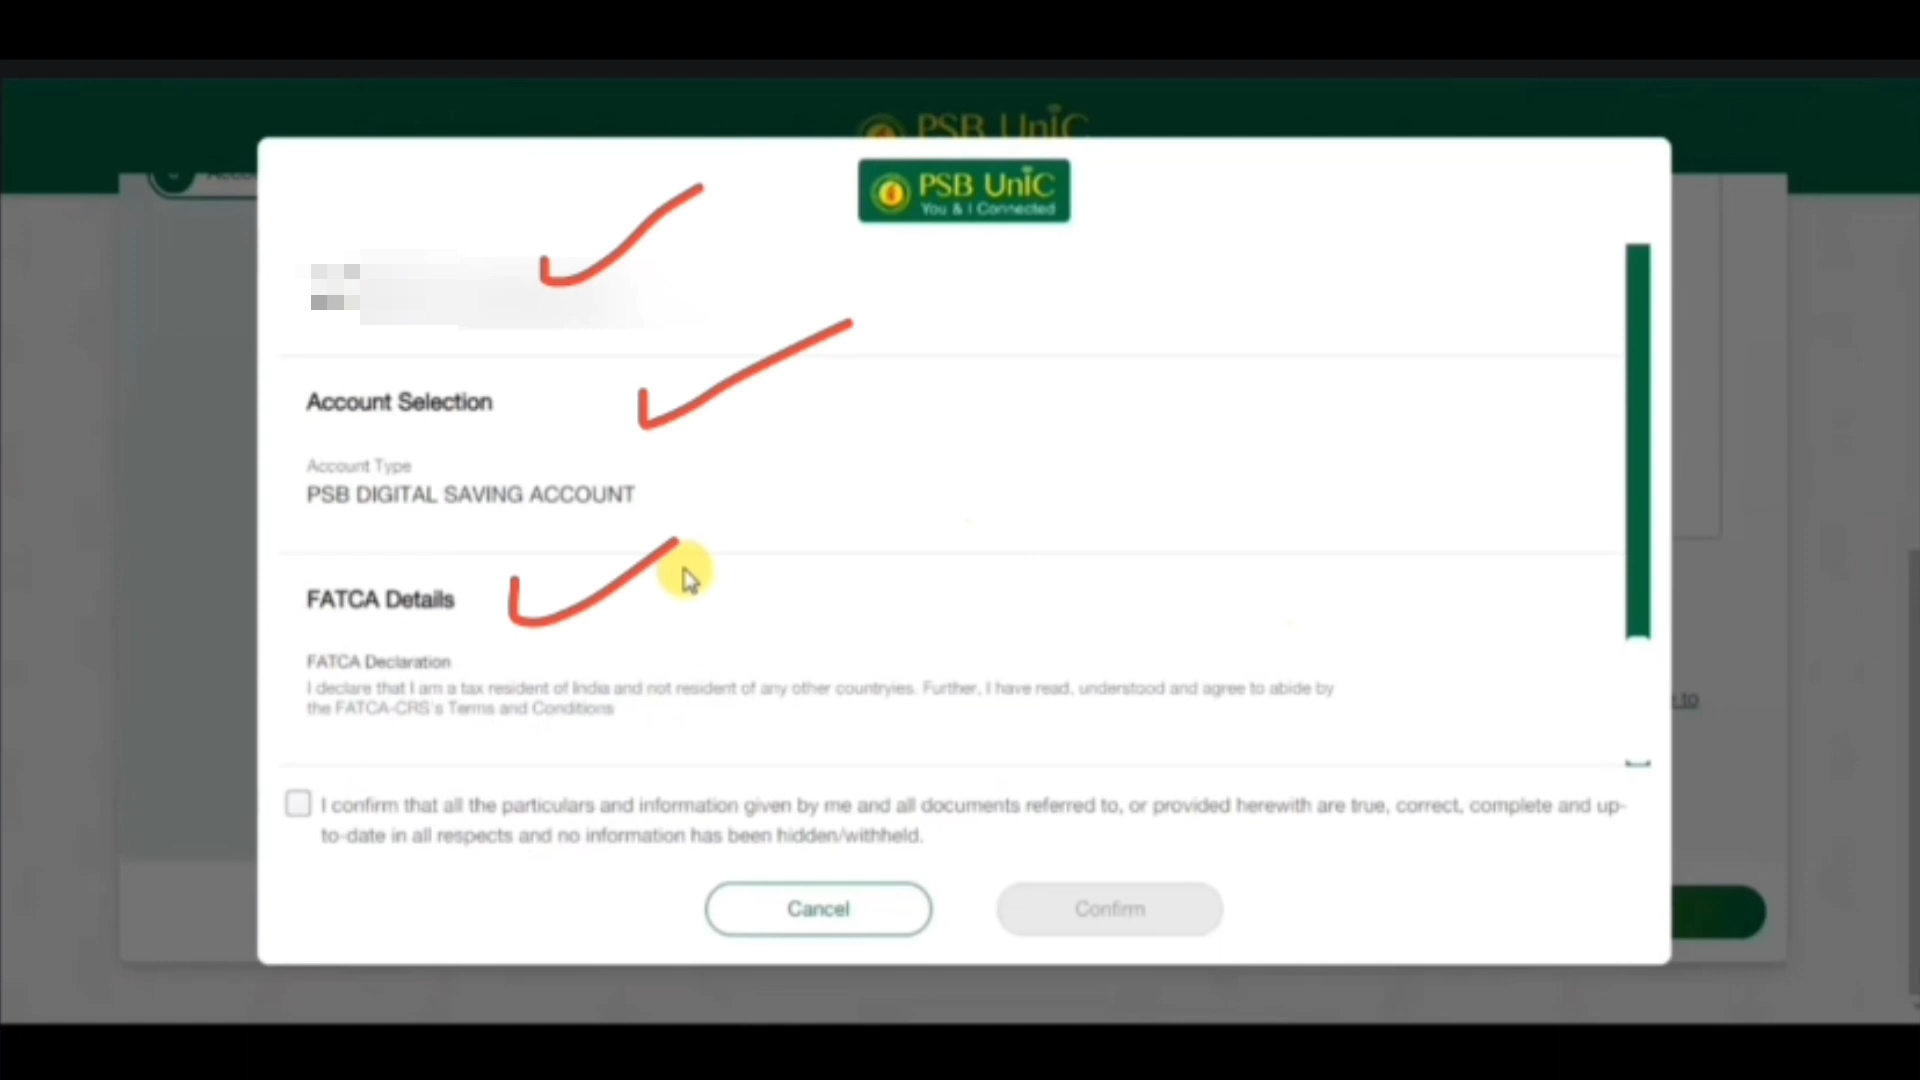 PSB UnIC
PSB UnIC
You & I Connected
Account Selection
Account Type
PSB DIGITAL SAVING ACCOUNT
FATCA Details
FATCA Declaration
I declare that I am a tax resident of India and not resident of any other countryies. Further, I have read, understood and agree to abide by
the FATCA-CRS's Terms and Conditions
to
I confirm that all the particulars and information given by me and all documents referred to, or provided herewith are true, correct, complete and up-
to-date in all respects and no information has been hidden/withheld.
Cancel
Confirm